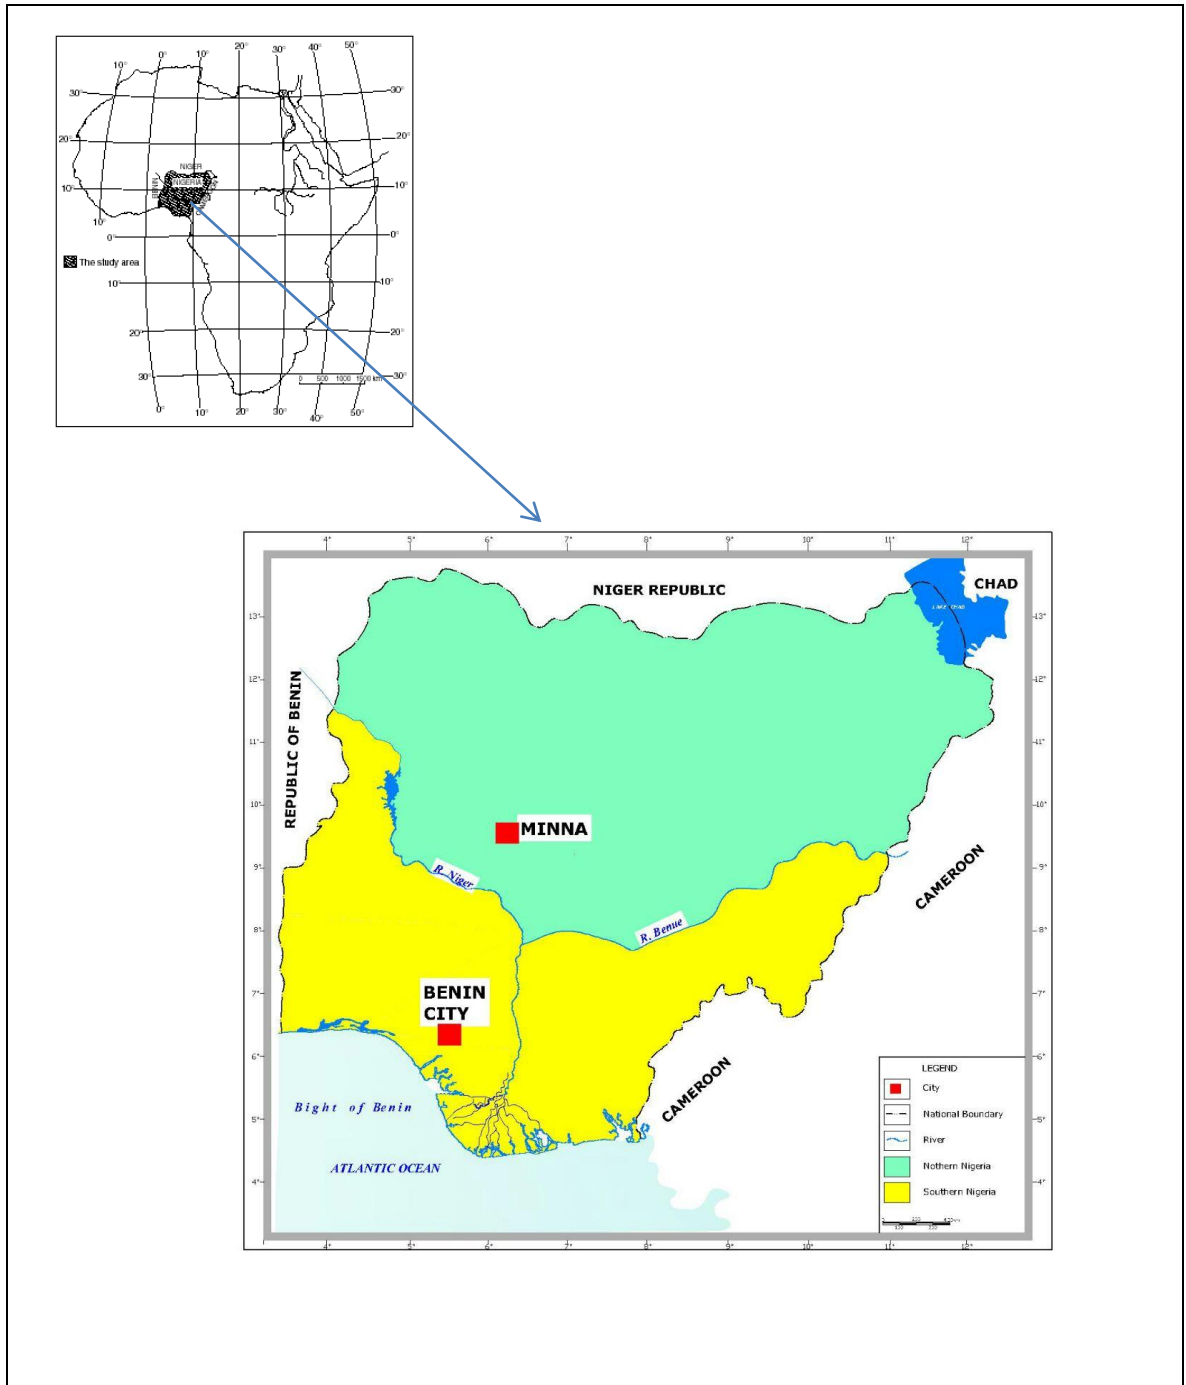 0° 10° 20° 30° 40° 50°
10°
30° 30°
20° 20°
NIGER
NIGERIA
BENIN
10° 10°
10°
0° 0°
The study area
10° 10°
20° 20°
0 500 1000 1500 km
30° 30°
0° 10° 20° 30° 40° 50°
4° 5° 6° 7° 8° 9° 10° 11° 12°
CHAD
NIGER REPUBLIC
LAKE CHAD
13° 13°
12° 12°
REPUBLIC OF BENIN
11° 11°
10° 10°
MINNA
9° 9°
R. Niger
CAMEROON
8° 8°
R. Benue
7° 7°
BENIN
CITY
6° 6°
CAMEROON
LEGEND
City
Bight of Benin
5° 5°
National Boundary
River
ATLANTIC OCEAN
Nothern Nigeria
4° 4°
Southern Nigeria
4° 5° 6° 7° 8° 9° 10° 11° 12°